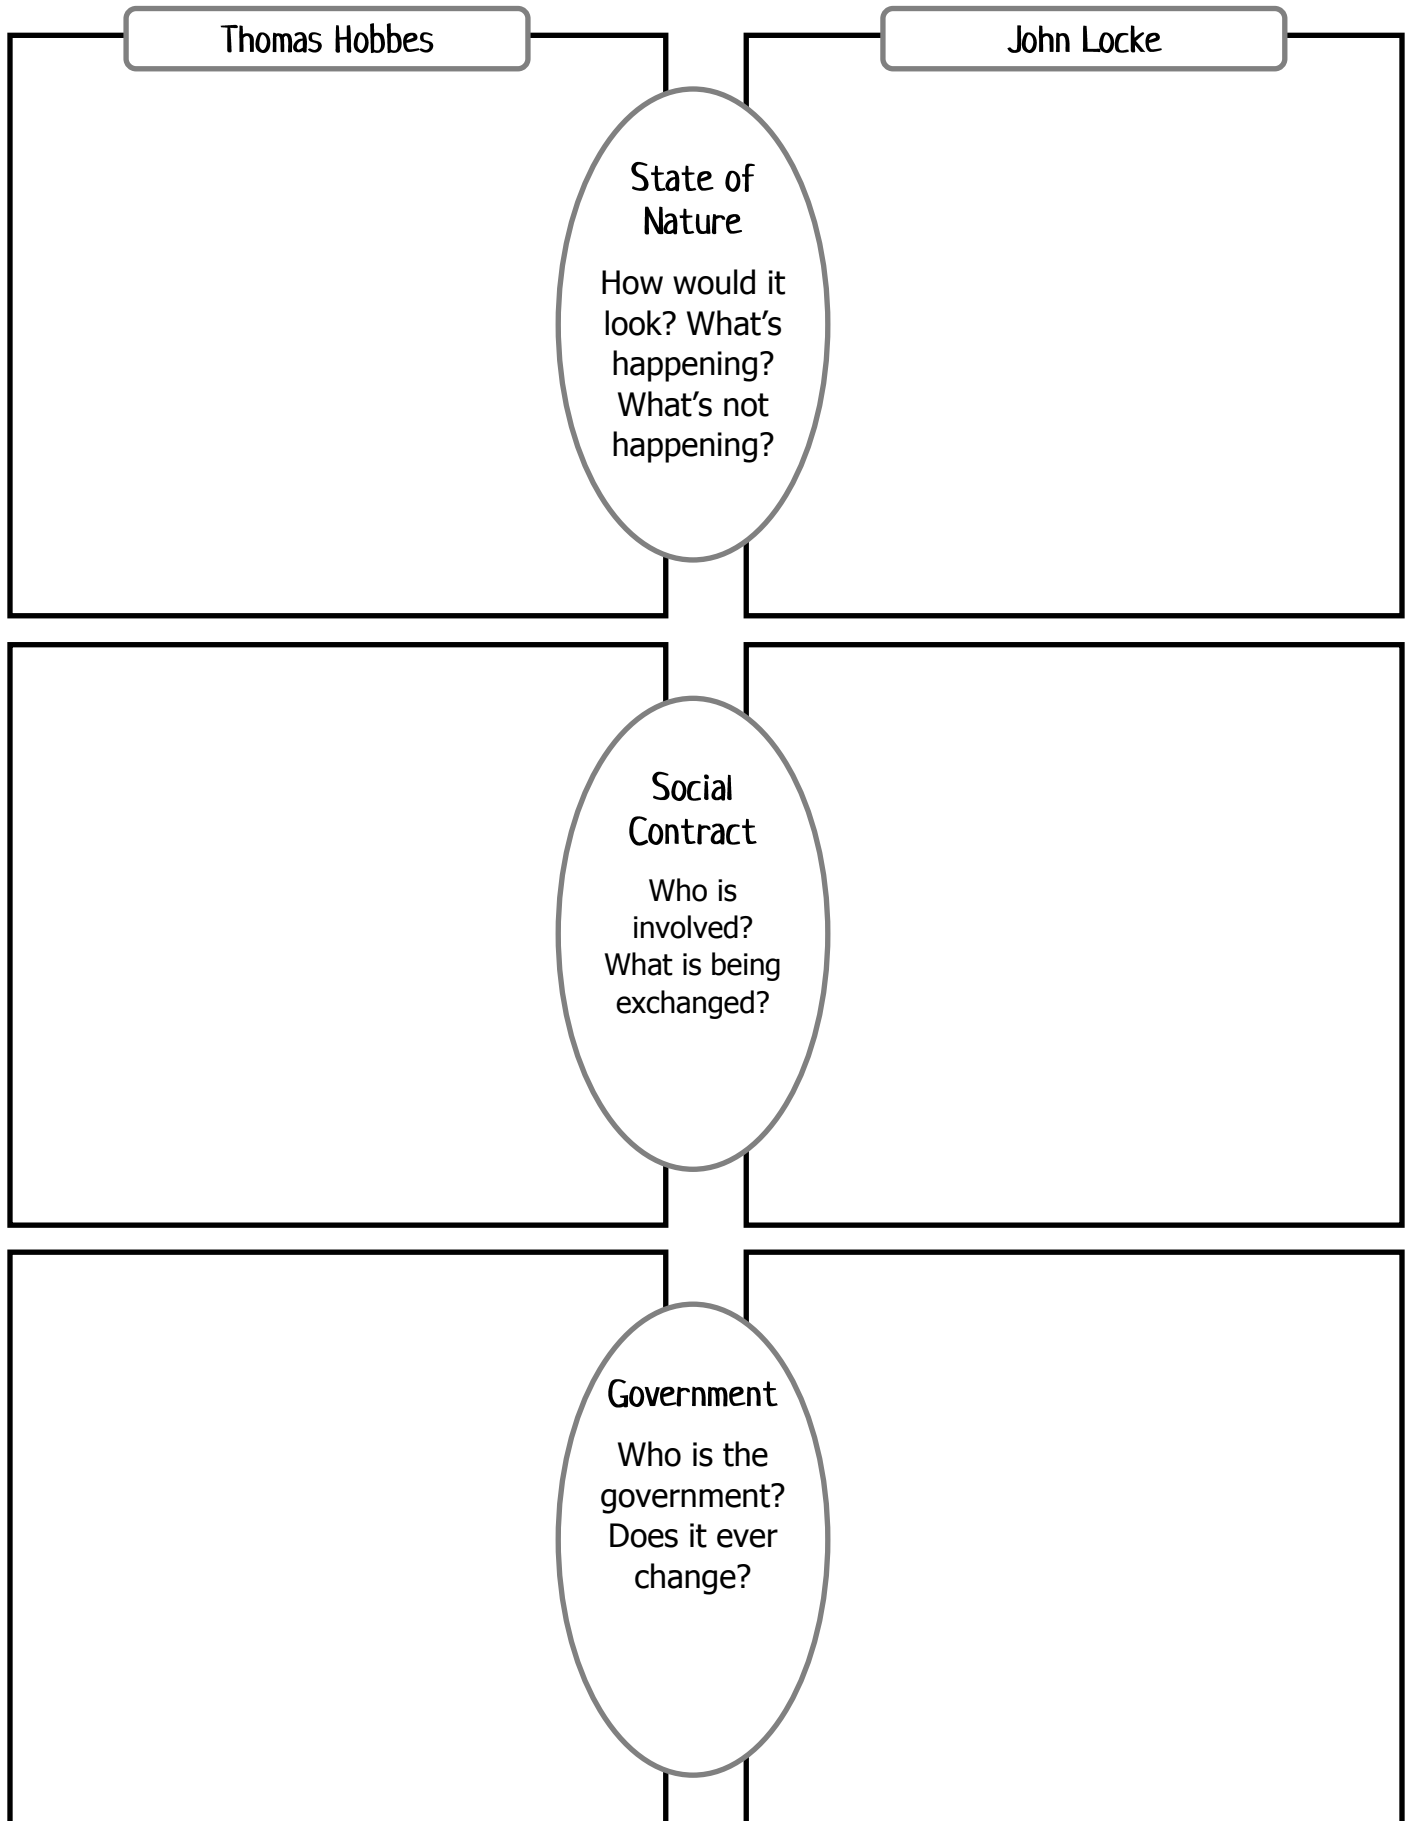 Thomas Hobbes
John Locke
State of
Nature
How would it
look? What’s
happening?
What’s not
happening?
Social
Contract
Who is
involved?
What is being
exchanged?
Government
Who is the
government?
Does it ever
change?